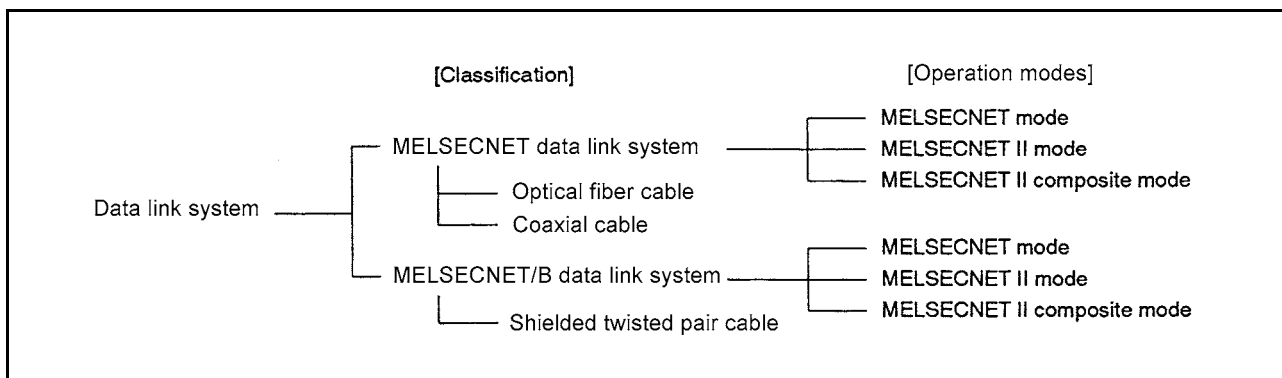 [Classification]
[Operation modes]
MELSECNET data link system
MELSECNET mode
MELSECNET II mode
MELSECNET II composite mode
Optical fiber cable
Coaxial cable
Data link system
MELSECNET/B data link system
MELSECNET mode
MELSECNET II mode
MELSECNET II composite mode
Shielded twisted pair cable